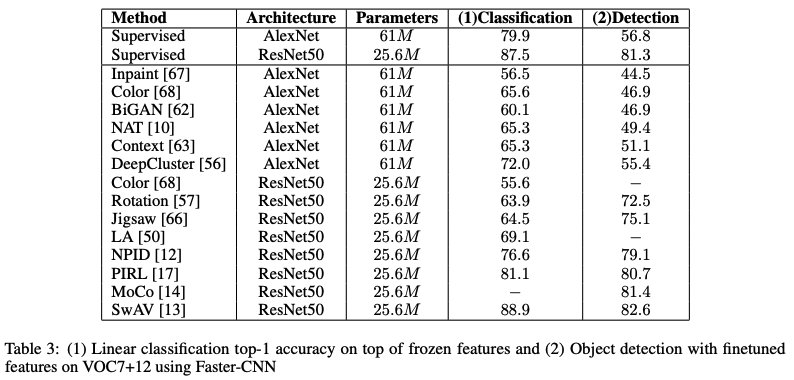 Method Architecture Parameters (1)Classification (2)Detection
Supervised AlexNet 61M 79.9 56.8
Supervised ResNet50 25.6M 87.5 81.3
Inpaint [67] AlexNet 61M 56.5 44.5
Color [68] AlexNet 61M 65.6 46.9
BiGAN [62] AlexNet 61M 60.1 46.9
NAT [10] AlexNet 61M 65.3 49.4
Context [63] AlexNet 61M 65.3 51.1
DeepCluster [56] AlexNet 61M 72.0 55.4
Color [68] ResNet50 25.6M 55.6 −
Rotation [57] ResNet50 25.6M 63.9 72.5
Jigsaw [66] ResNet50 25.6M 64.5 75.1
LA [50] ResNet50 25.6M 69.1 −
NPID [12] ResNet50 25.6M 76.6 79.1
PIRL [17] ResNet50 25.6M 81.1 80.7
MoCo [14] ResNet50 25.6M − 81.4
SwAV [13] ResNet50 25.6M 88.9 82.6
Table 3: (1) Linear classification top-1 accuracy on top of frozen features and (2) Object detection with finetuned
features on VOC7+12 using Faster-CNN